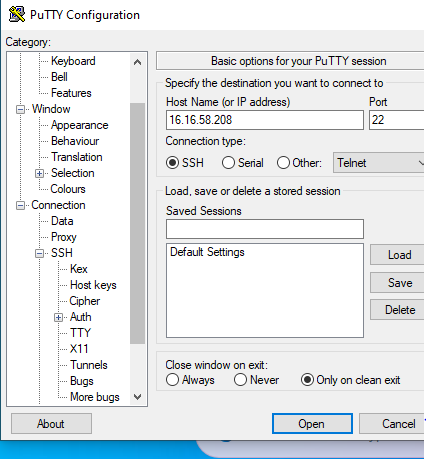 PuTTY Configuration
Category:
Keyboard
Bell
Features
Window
Appearance
Behaviour
Translation
Selection
Colours
Connection
Data
Proxy
SSH
Kex
Host keys
Cipher
Auth
TTY
X11
Tunnels
Bugs
More bugs
Basic options for your PuTTY session
Specify the destination you want to connect to
Host Name (or IP address) Port
16.16.58.208 22
Connection type:
SSH Serial Other: Telnet
Load, save or delete a stored session
Saved Sessions
Default Settings
Load
Save
Delete
Close window on exit:
Always Never Only on clean exit
About Open Cancel